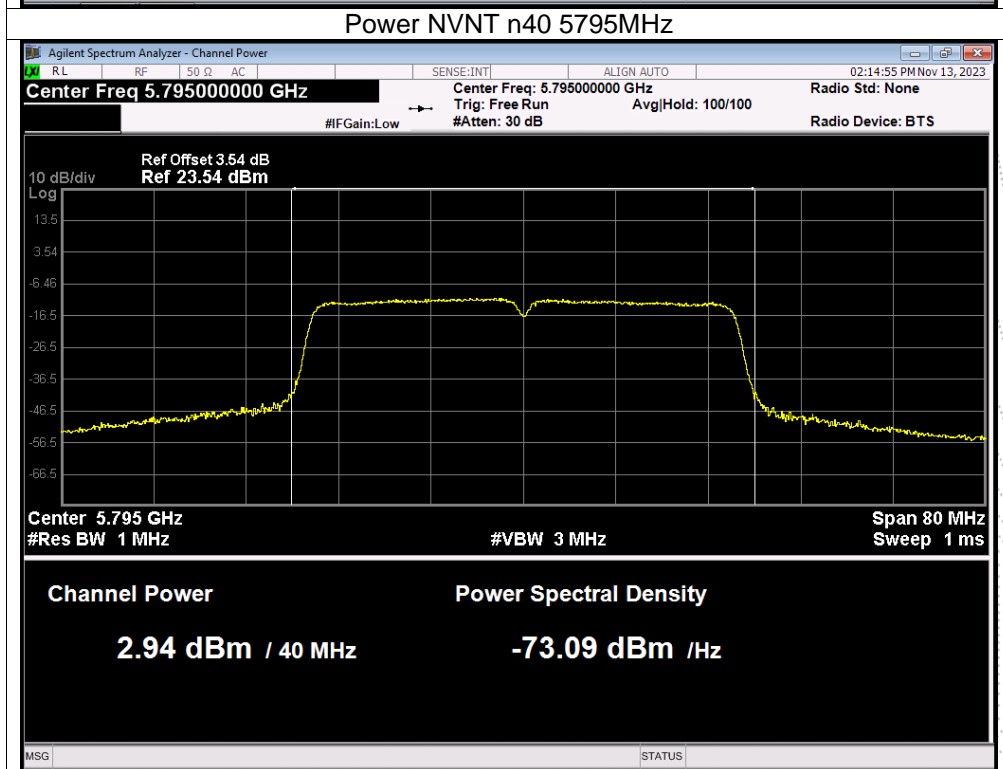 Power NVNT n40 5795MHz
Agilent Spectrum Analyzer - Channel Power
LXI RL RF 50 Ω AC SENSE:INT ALIGN AUTO 02:14:55 PM Nov 13, 2023
Center Freq 5.795000000 GHz Center Freq: 5.795000000 GHz Radio Std: None
Trig: Free Run Avg|Hold: 100/100
#IFGain:Low #Atten: 30 dB Radio Device: BTS
Ref Offset 3.54 dB
10 dB/div Ref 23.54 dBm
Log
13.5
3.54
-6.46
-16.5
-26.5
-36.5
-46.5
-56.5
-66.5
Center 5.795 GHz Span 80 MHz
#Res BW 1 MHz #VBW 3 MHz Sweep 1 ms
Channel Power Power Spectral Density
2.94 dBm / 40 MHz -73.09 dBm /Hz
MSG STATUS